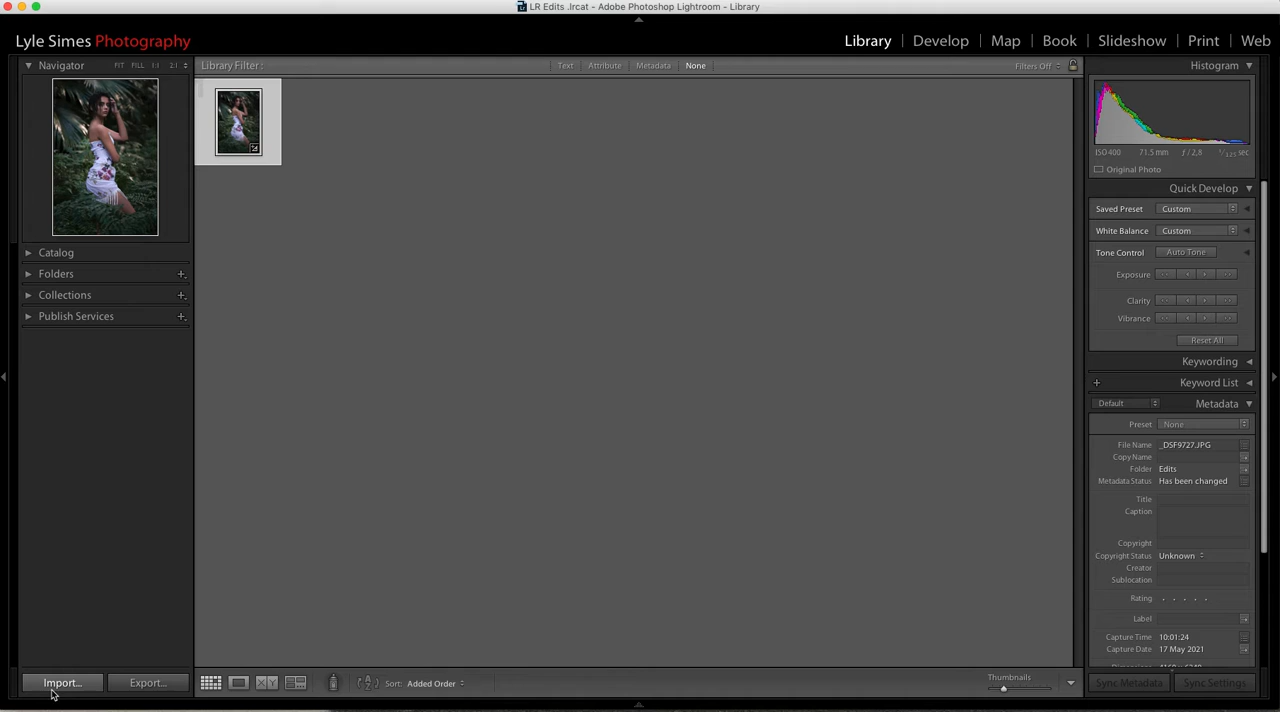 LR Edits .lrcat - Adobe Photoshop Lightroom - Library
Lyle Simes Photography
Library | Develop | Map | Book | Slideshow | Print | Web
Navigator FIT FILL 1:1 2:1
Library Filter : Text Attribute Metadata None Filters Off
Histogram
ISO 400 71.5 mm ƒ / 2,8 1/125 sec
Original Photo
Quick Develop
Saved Preset Custom
White Balance Custom
Tone Control Auto Tone
Exposure
Clarity
Vibrance
Reset All
Catalog
Folders
Collections
Publish Services
Keywording
Keyword List
Default Metadata
Preset None
File Name _DSF9727.JPG
Copy Name
Folder Edits
Metadata Status Has been changed
Title
Caption
Copyright
Copyright Status Unknown
Creator
Sublocation
Rating
Label
Capture Time 10:01:24
Capture Date 17 May 2021
Import... Export...
Sort: Added Order
Thumbnails
Sync Metadata Sync Settings